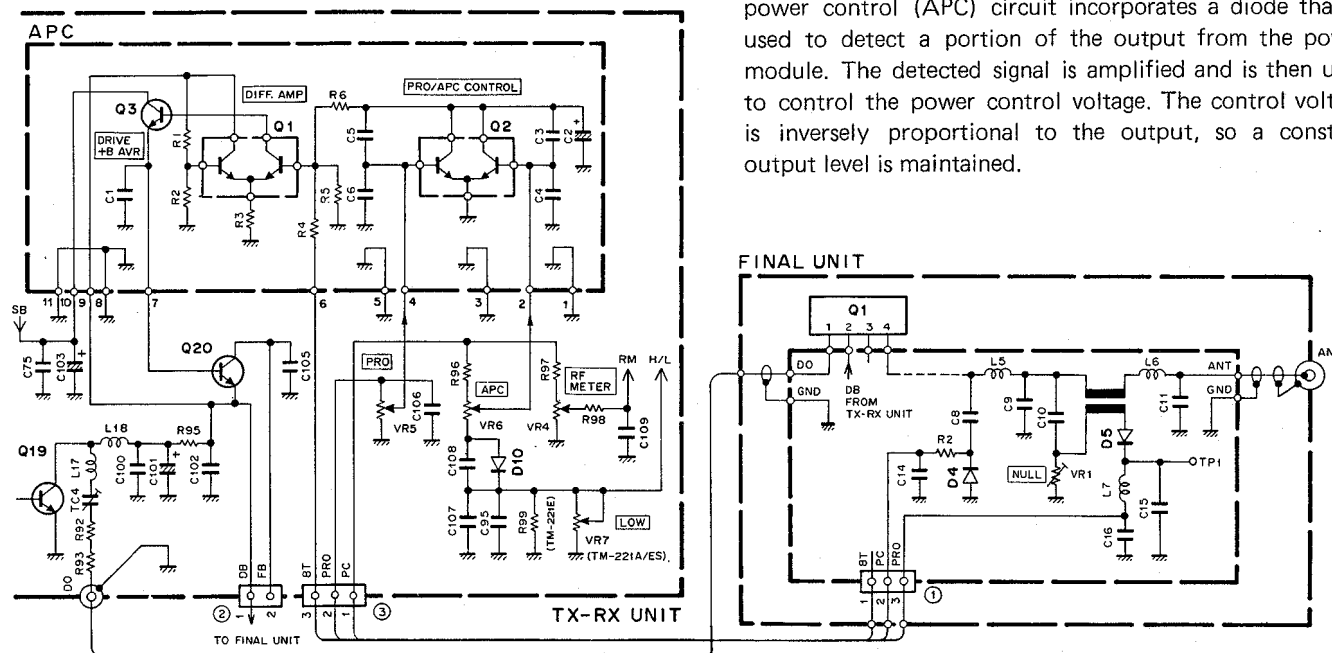 power control (APC) circuit incorporates a diode tha
used to detect a portion of the output from the po
module. The detected signal is amplified and is then u
to control the power control voltage. The control volt
is inversely proportional to the output, so a const
output level is maintained.
APC
Q3
DRIVE
+B AVR
R1
DIFF. AMP
Q1
R6
PRO/APC CONTROL
Q2
C5
C3
C2
+
C1
R2
R3
R4
R5
C6
C4
11
10
9
8
7
6
5
4
3
2
1
SB
C75
C103
+
Q20
C105
PRO
VR5
C106
R96
APC
VR6
R97
RF
METER
VR4
R98
RM
H/L
C109
Q19
L18
R95
L17
C100
C101
+
C102
TC4
R92
R93
DO
C108
D10
C107
C95
R99
(TM-221E)
LOW
VR7
(TM-221A/ES).
DB
FB
② 1
2
TO FINAL UNIT
8T
PRO
PC
3
2
1
③
TX-RX UNIT
FINAL UNIT
Q1
1 2 3 4
DO
GND
DB
FROM
TX-RX UNIT
L5
L6
ANT
GND
AN
C8
C9
C10
C11
R2
C14
D4
NULL
VR1
D5
TP1
L7
C15
C16
8T
PC
PRO
1
2
3
①